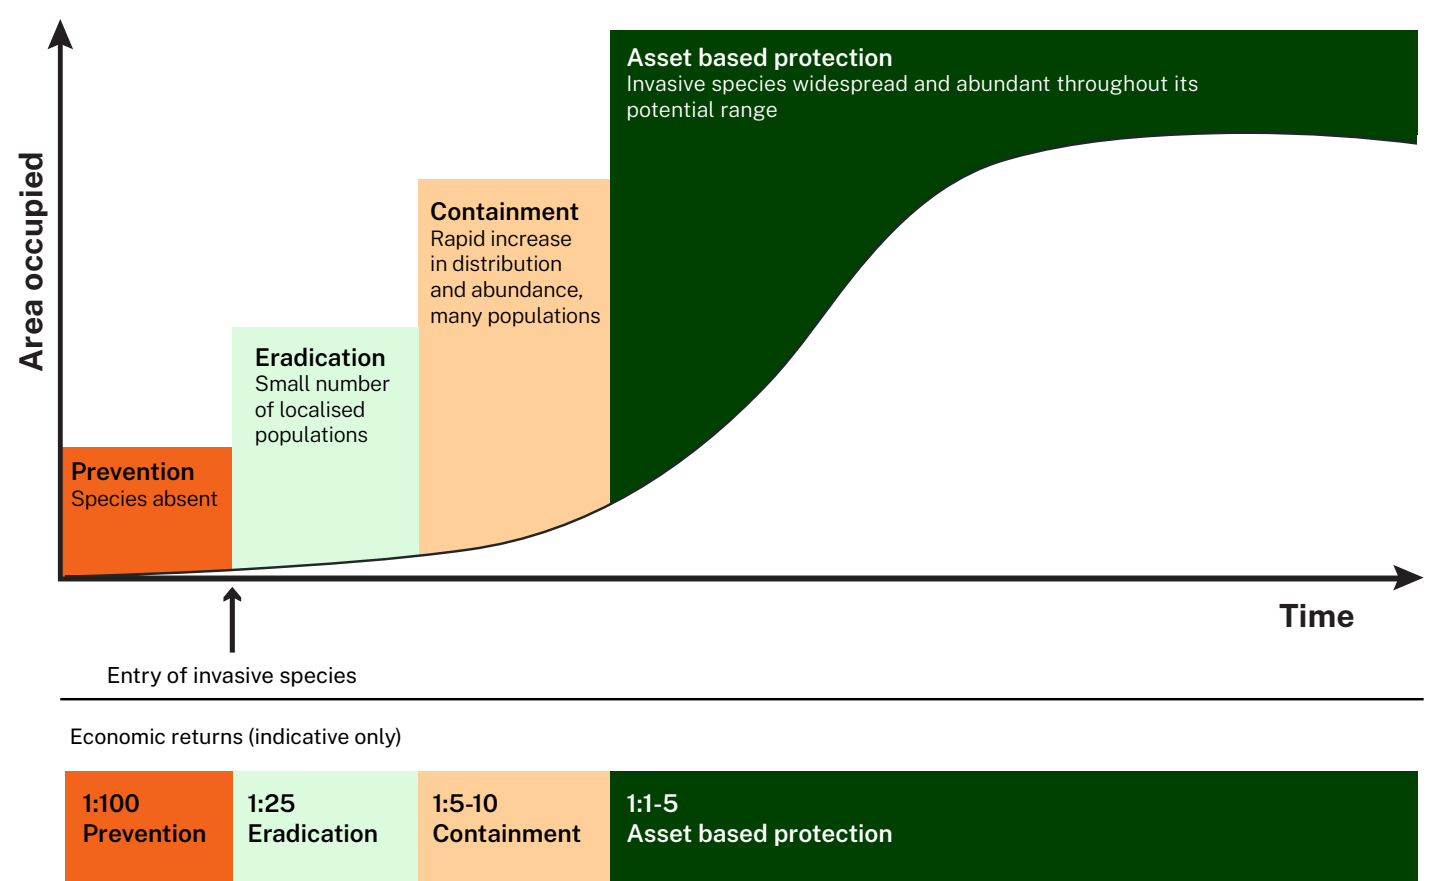 Asset based protection
Invasive species widespread and abundant throughout its
potential range
Area occupied
Containment
Rapid increase
in distribution
and abundance,
many populations
Eradication
Small number
of localised
populations
Prevention
Species absent
Time
Entry of invasive species
Economic returns (indicative only)
1:100
Prevention
1:25
Eradication
1:5-10
Containment
1:1-5
Asset based protection